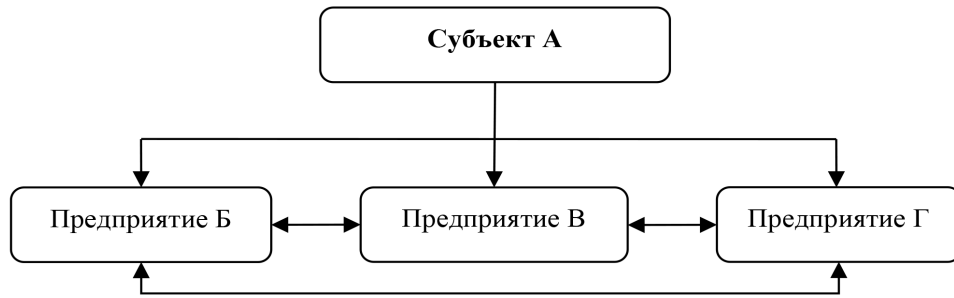 Субъект А
Предприятие Б
Предприятие В
Предприятие Г